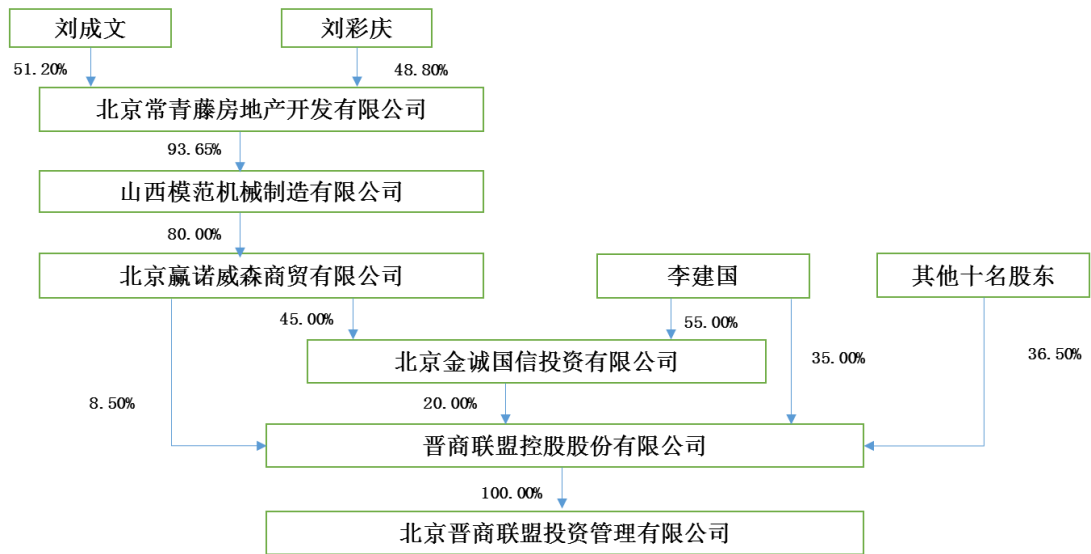 刘成文
刘彩庆
51.20%
48.80%
北京常青藤房地产开发有限公司
93.65%
山西模范机械制造有限公司
80.00%
北京赢诺威森商贸有限公司
李建国
其他十名股东
45.00%
55.00%
北京金诚国信投资有限公司
35.00%
36.50%
8.50%
20.00%
晋商联盟控股股份有限公司
100.00%
北京晋商联盟投资管理有限公司